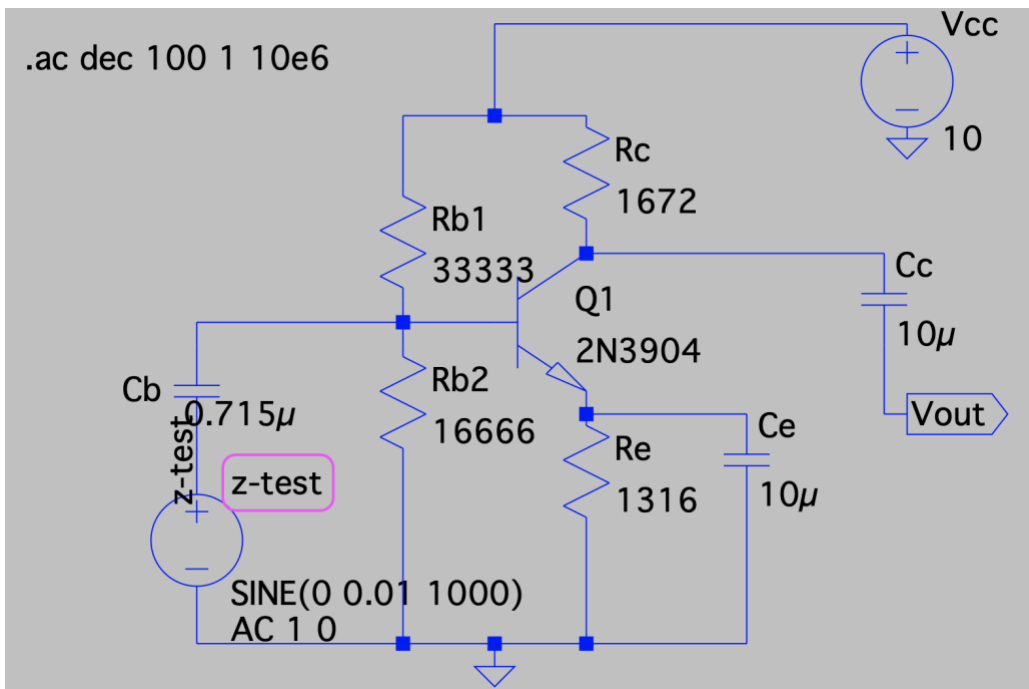 .ac dec 100 1 10e6
Vcc
10
Rc
1672
Rb1
33333
Q1
2N3904
Cc
10µ
Vout
Cb
0.715µ
z-test
z-test
Rb2
16666
Re
1316
Ce
10µ
SINE(0 0.01 1000)
AC 1 0